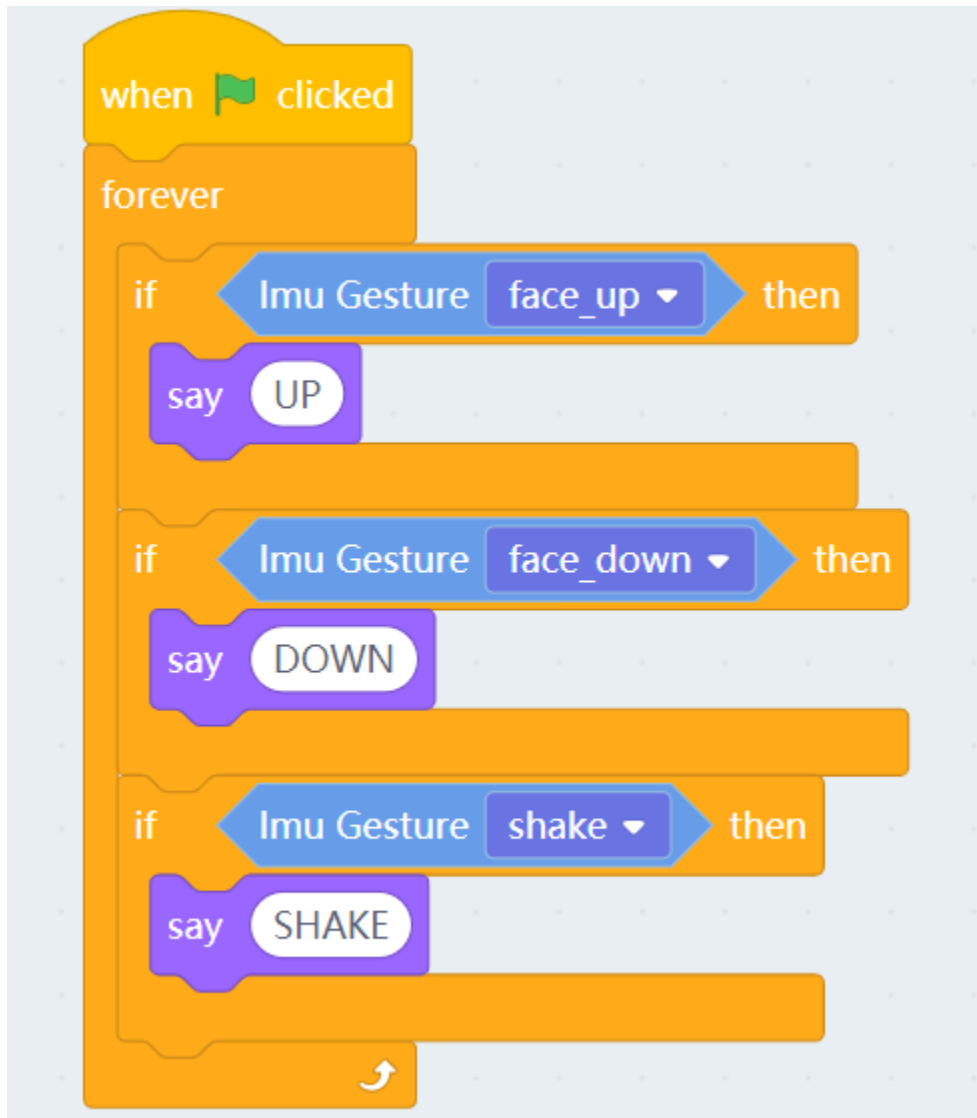 when clicked
forever
if Imu Gesture face_up then
say UP
if Imu Gesture face_down then
say DOWN
if Imu Gesture shake then
say SHAKE